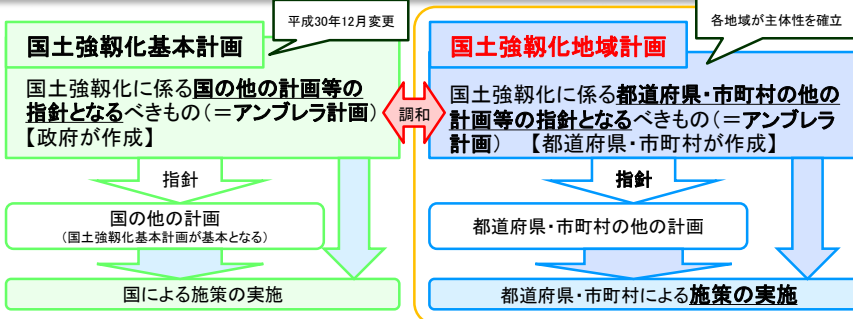 平成30年12月変更
国土強靱化基本計画
国土強靱化に係る国の他の計画等の
指針となるべきもの(＝アンブレラ計画)
【政府が作成】
指針
国の他の計画
(国土強靱化基本計画が基本となる)
国による施策の実施
調和
各地域が主体性を確立
国土強靱化地域計画
国土強靱化に係る都道府県・市町村の他の
計画等の指針となるべきもの(＝アンブレラ
計画) 【都道府県・市町村が作成】
指針
都道府県・市町村の他の計画
都道府県・市町村による施策の実施